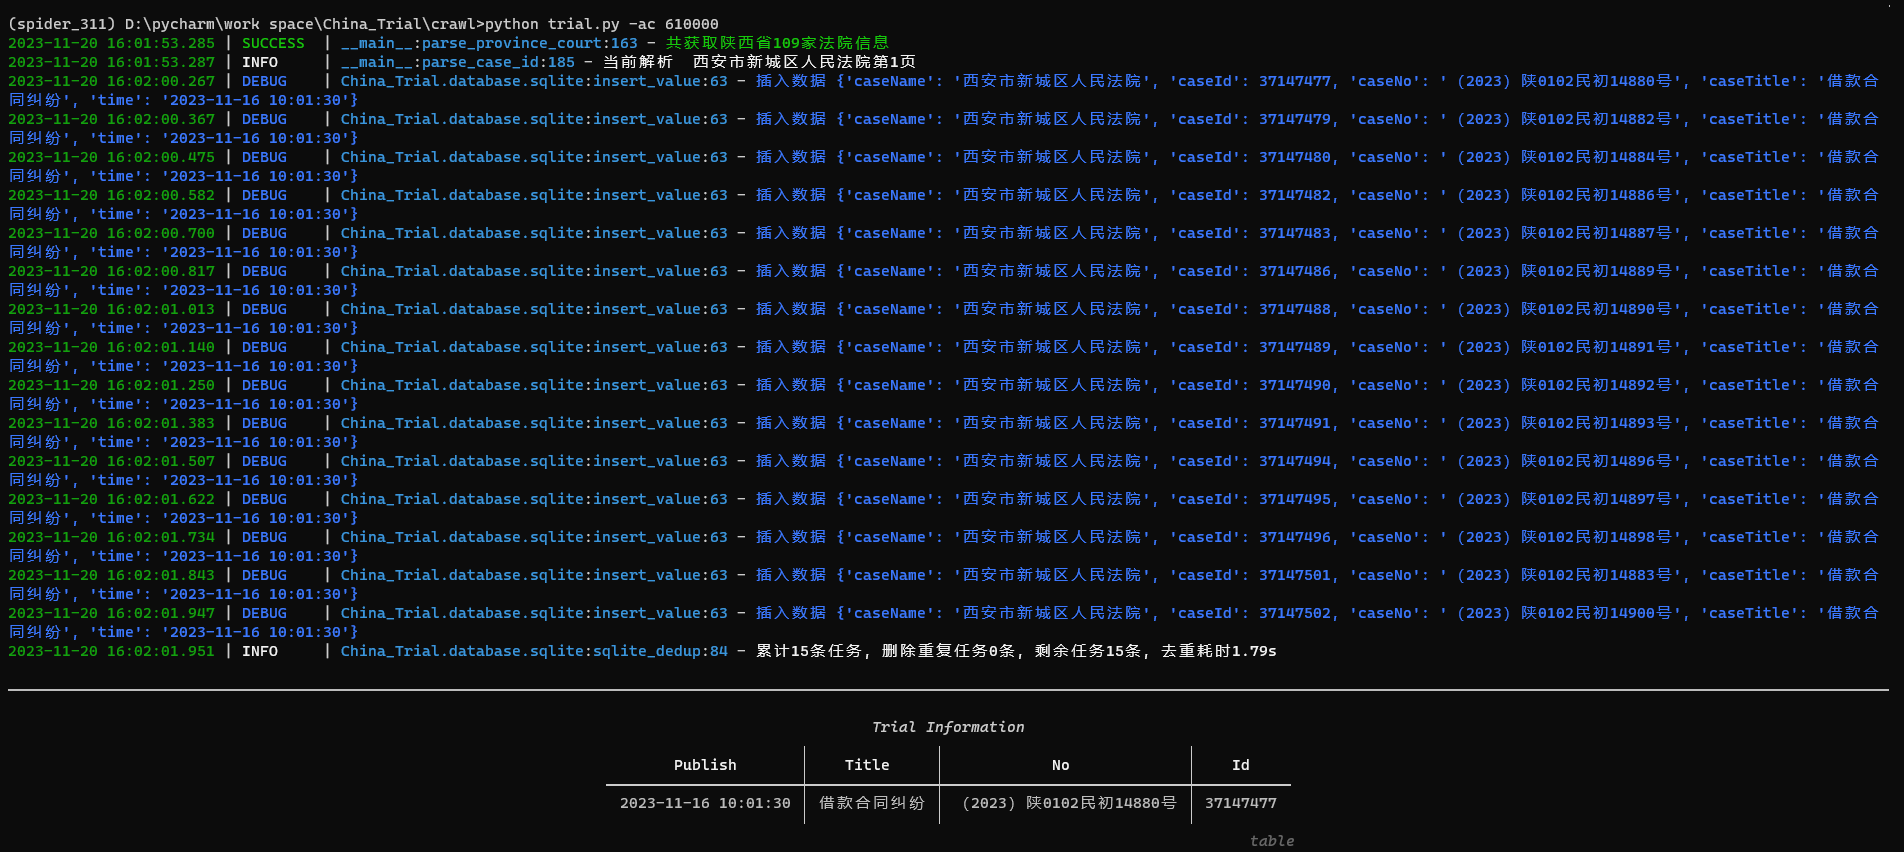 (spider_311) D:\pycharm\work space\China_Trial\crawl>python trial.py -ac 610000
2023-11-20 16:01:53.285 | SUCCESS  | __main__:parse_province_court:163 - 共获取陕西省109家法院信息
2023-11-20 16:01:53.287 | INFO     | __main__:parse_case_id:185 - 当前解析  西安市新城区人民法院第1页
2023-11-20 16:02:00.267 | DEBUG    | China_Trial.database.sqlite:insert_value:63 - 插入数据 {'caseName': '西安市新城区人民法院', 'caseId': 37147477, 'caseNo': '（2023）陕0102民初14880号', 'caseTitle': '借款合
同纠纷', 'time': '2023-11-16 10:01:30'}
2023-11-20 16:02:00.367 | DEBUG    | China_Trial.database.sqlite:insert_value:63 - 插入数据 {'caseName': '西安市新城区人民法院', 'caseId': 37147479, 'caseNo': '（2023）陕0102民初14882号', 'caseTitle': '借款合
同纠纷', 'time': '2023-11-16 10:01:30'}
2023-11-20 16:02:00.475 | DEBUG    | China_Trial.database.sqlite:insert_value:63 - 插入数据 {'caseName': '西安市新城区人民法院', 'caseId': 37147480, 'caseNo': '（2023）陕0102民初14884号', 'caseTitle': '借款合
同纠纷', 'time': '2023-11-16 10:01:30'}
2023-11-20 16:02:00.582 | DEBUG    | China_Trial.database.sqlite:insert_value:63 - 插入数据 {'caseName': '西安市新城区人民法院', 'caseId': 37147482, 'caseNo': '（2023）陕0102民初14886号', 'caseTitle': '借款合
同纠纷', 'time': '2023-11-16 10:01:30'}
2023-11-20 16:02:00.700 | DEBUG    | China_Trial.database.sqlite:insert_value:63 - 插入数据 {'caseName': '西安市新城区人民法院', 'caseId': 37147483, 'caseNo': '（2023）陕0102民初14887号', 'caseTitle': '借款合
同纠纷', 'time': '2023-11-16 10:01:30'}
2023-11-20 16:02:00.817 | DEBUG    | China_Trial.database.sqlite:insert_value:63 - 插入数据 {'caseName': '西安市新城区人民法院', 'caseId': 37147486, 'caseNo': '（2023）陕0102民初14889号', 'caseTitle': '借款合
同纠纷', 'time': '2023-11-16 10:01:30'}
2023-11-20 16:02:01.013 | DEBUG    | China_Trial.database.sqlite:insert_value:63 - 插入数据 {'caseName': '西安市新城区人民法院', 'caseId': 37147488, 'caseNo': '（2023）陕0102民初14890号', 'caseTitle': '借款合
同纠纷', 'time': '2023-11-16 10:01:30'}
2023-11-20 16:02:01.140 | DEBUG    | China_Trial.database.sqlite:insert_value:63 - 插入数据 {'caseName': '西安市新城区人民法院', 'caseId': 37147489, 'caseNo': '（2023）陕0102民初14891号', 'caseTitle': '借款合
同纠纷', 'time': '2023-11-16 10:01:30'}
2023-11-20 16:02:01.250 | DEBUG    | China_Trial.database.sqlite:insert_value:63 - 插入数据 {'caseName': '西安市新城区人民法院', 'caseId': 37147490, 'caseNo': '（2023）陕0102民初14892号', 'caseTitle': '借款合
同纠纷', 'time': '2023-11-16 10:01:30'}
2023-11-20 16:02:01.383 | DEBUG    | China_Trial.database.sqlite:insert_value:63 - 插入数据 {'caseName': '西安市新城区人民法院', 'caseId': 37147491, 'caseNo': '（2023）陕0102民初14893号', 'caseTitle': '借款合
同纠纷', 'time': '2023-11-16 10:01:30'}
2023-11-20 16:02:01.507 | DEBUG    | China_Trial.database.sqlite:insert_value:63 - 插入数据 {'caseName': '西安市新城区人民法院', 'caseId': 37147494, 'caseNo': '（2023）陕0102民初14896号', 'caseTitle': '借款合
同纠纷', 'time': '2023-11-16 10:01:30'}
2023-11-20 16:02:01.622 | DEBUG    | China_Trial.database.sqlite:insert_value:63 - 插入数据 {'caseName': '西安市新城区人民法院', 'caseId': 37147495, 'caseNo': '（2023）陕0102民初14897号', 'caseTitle': '借款合
同纠纷', 'time': '2023-11-16 10:01:30'}
2023-11-20 16:02:01.734 | DEBUG    | China_Trial.database.sqlite:insert_value:63 - 插入数据 {'caseName': '西安市新城区人民法院', 'caseId': 37147496, 'caseNo': '（2023）陕0102民初14898号', 'caseTitle': '借款合
同纠纷', 'time': '2023-11-16 10:01:30'}
2023-11-20 16:02:01.843 | DEBUG    | China_Trial.database.sqlite:insert_value:63 - 插入数据 {'caseName': '西安市新城区人民法院', 'caseId': 37147501, 'caseNo': '（2023）陕0102民初14883号', 'caseTitle': '借款合
同纠纷', 'time': '2023-11-16 10:01:30'}
2023-11-20 16:02:01.947 | DEBUG    | China_Trial.database.sqlite:insert_value:63 - 插入数据 {'caseName': '西安市新城区人民法院', 'caseId': 37147502, 'caseNo': '（2023）陕0102民初14900号', 'caseTitle': '借款合
同纠纷', 'time': '2023-11-16 10:01:30'}
2023-11-20 16:02:01.951 | INFO     | China_Trial.database.sqlite:sqlite_dedup:84 - 累计15条任务, 删除重复任务0条, 剩余任务15条, 去重耗时1.79s
Trial Information
Publish Title No Id
2023-11-16 10:01:30 借款合同纠纷 （2023）陕0102民初14880号 37147477
table